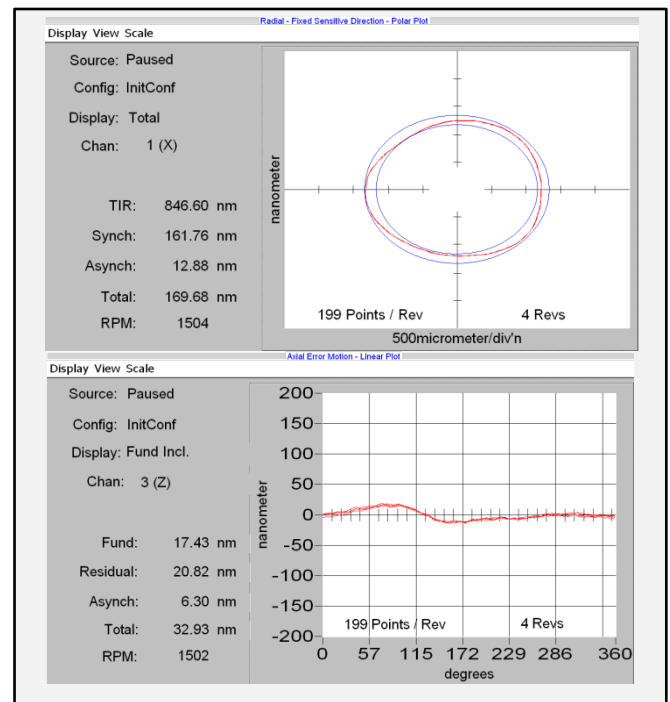 Radial - Fixed Sensitive Direction - Polar Plot
Display View Scale
Source: Paused
Config: InitConf
Display: Total
Chan: 1 (X)
TIR: 846.60 nm
Synch: 161.76 nm
Asynch: 12.88 nm
Total: 169.68 nm
RPM: 1504
nanometer
199 Points / Rev 4 Revs
500micrometer/div'n
Axial Error Motion - Linear Plot
Display View Scale
Source: Paused
Config: InitConf
Display: Fund Incl.
Chan: 3 (Z)
Fund: 17.43 nm
Residual: 20.82 nm
Asynch: 6.30 nm
Total: 32.93 nm
RPM: 1502
nanometer
200
150
100
50
0
-50
-100
-150
-200
199 Points / Rev 4 Revs
0 57 115 172 229 286 360
degrees